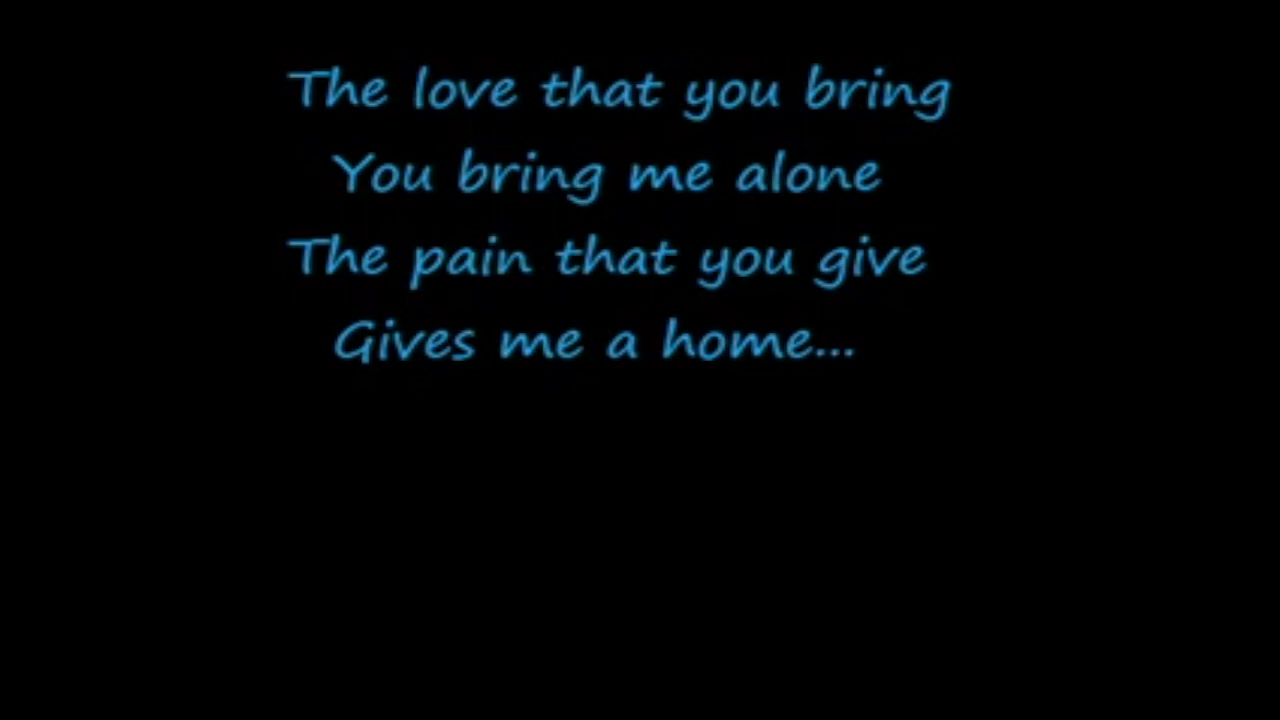 The love that you bring
You bring me alone
The pain that you give
Gives me a home...